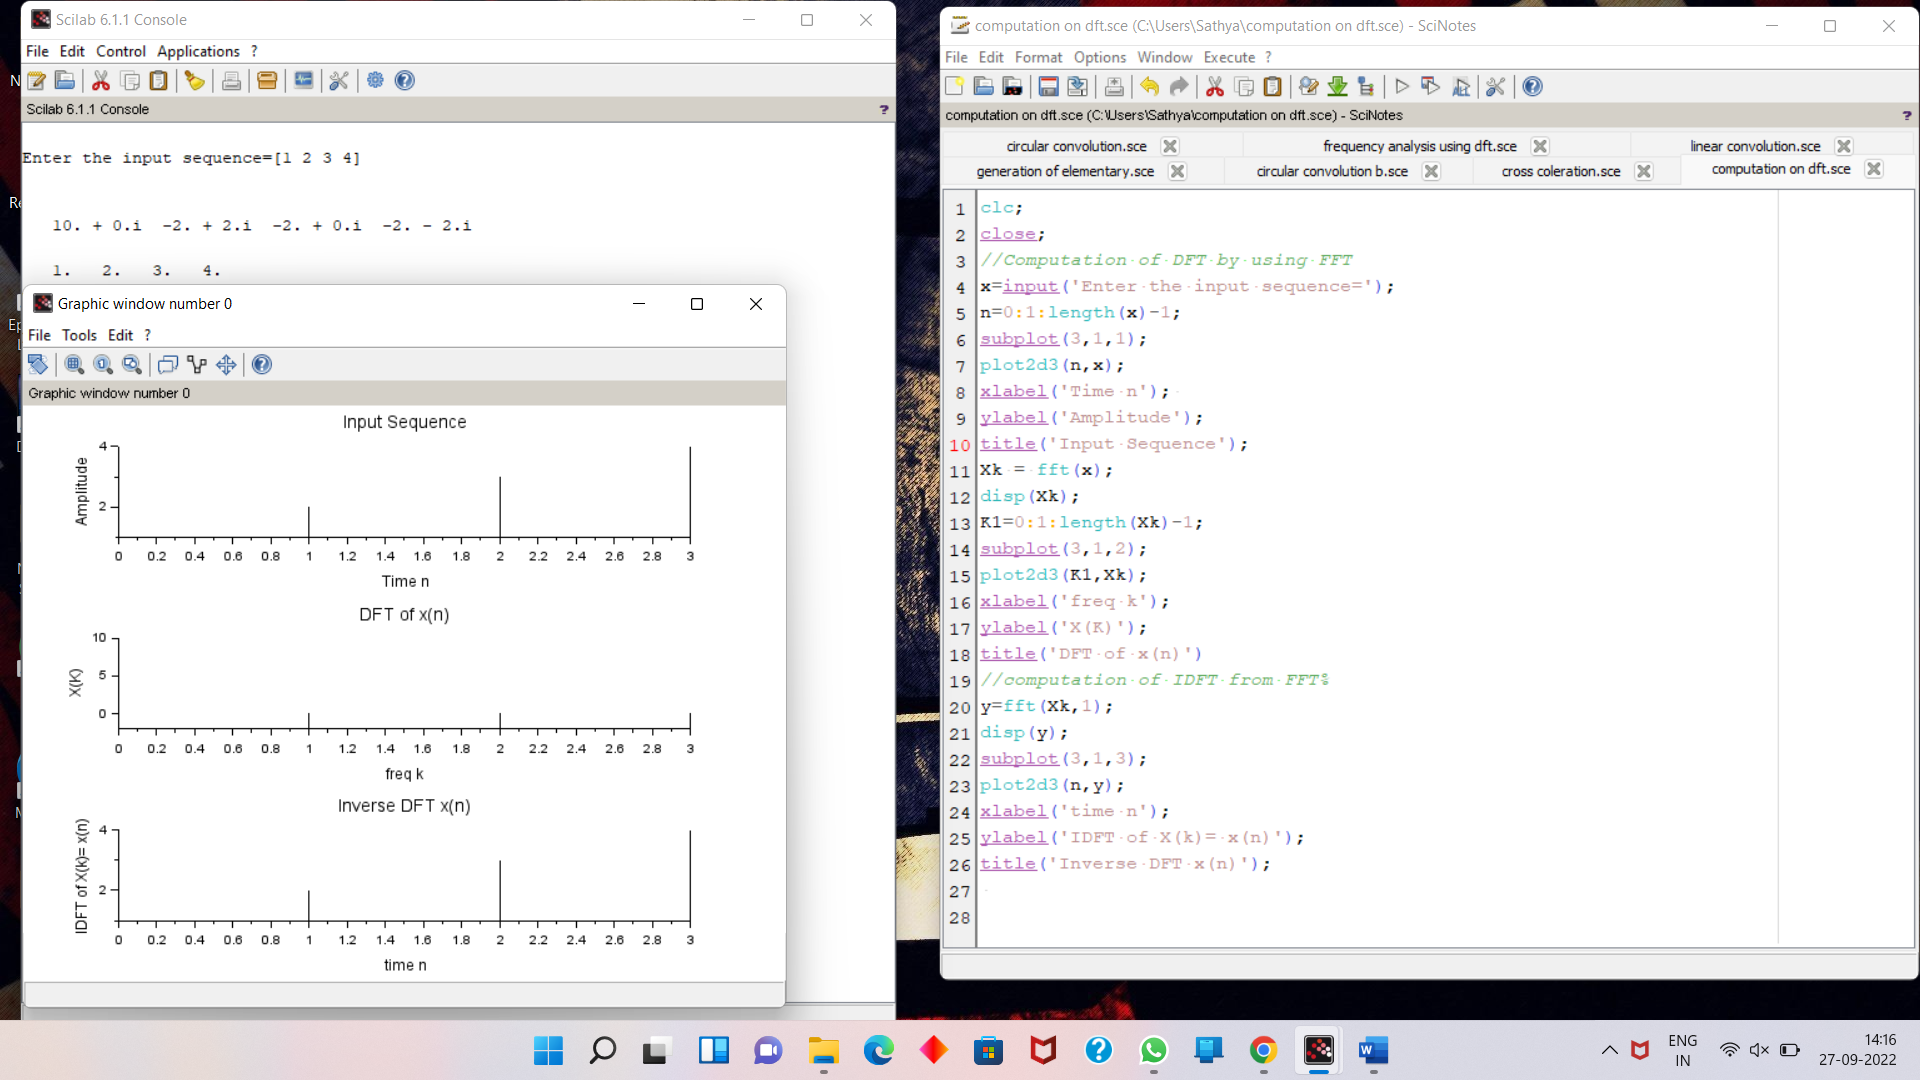 Scilab 6.1.1 Console
File Edit Control Applications ?
Scilab 6.1.1 Console ?
Enter the input sequence=[1 2 3 4]
10. + 0.i -2. + 2.i -2. + 0.i -2. - 2.i
1. 2. 3. 4.
Graphic window number 0
File Tools Edit ?
Graphic window number 0
Input Sequence
Amplitude
4
2
0 0.2 0.4 0.6 0.8 1 1.2 1.4 1.6 1.8 2 2.2 2.4 2.6 2.8 3
Time n
DFT of x(n)
X(K)
10
5
0
0 0.2 0.4 0.6 0.8 1 1.2 1.4 1.6 1.8 2 2.2 2.4 2.6 2.8 3
freq k
Inverse DFT x(n)
IDFT of X(k)= x(n)
4
2
0 0.2 0.4 0.6 0.8 1 1.2 1.4 1.6 1.8 2 2.2 2.4 2.6 2.8 3
time n
computation on dft.sce (C:\Users\Sathya\computation on dft.sce) - SciNotes
File Edit Format Options Window Execute ?
computation on dft.sce (C:\Users\Sathya\computation on dft.sce) - SciNotes ?
circular convolution.sce frequency analysis using dft.sce linear convolution.sce
generation of elementary.sce circular convolution b.sce cross coleration.sce computation on dft.sce
1 clc;
2 close;
3 //Computation of DFT by using FFT
4 x=input('Enter the input sequence=');
5 n=0:1:length(x)-1;
6 subplot(3,1,1);
7 plot2d3(n,x);
8 xlabel('Time n');
9 ylabel('Amplitude');
10 title('Input Sequence');
11 Xk = fft(x);
12 disp(Xk);
13 K1=0:1:length(Xk)-1;
14 subplot(3,1,2);
15 plot2d3(K1,Xk);
16 xlabel('freq k');
17 ylabel('X(K)');
18 title('DFT of x(n)')
19 //computation of IDFT from FFT%
20 y=fft(Xk,1);
21 disp(y);
22 subplot(3,1,3);
23 plot2d3(n,y);
24 xlabel('time n');
25 ylabel('IDFT of X(k)= x(n)');
26 title('Inverse DFT x(n)');
27
28
ENG
IN
14:16
27-09-2022